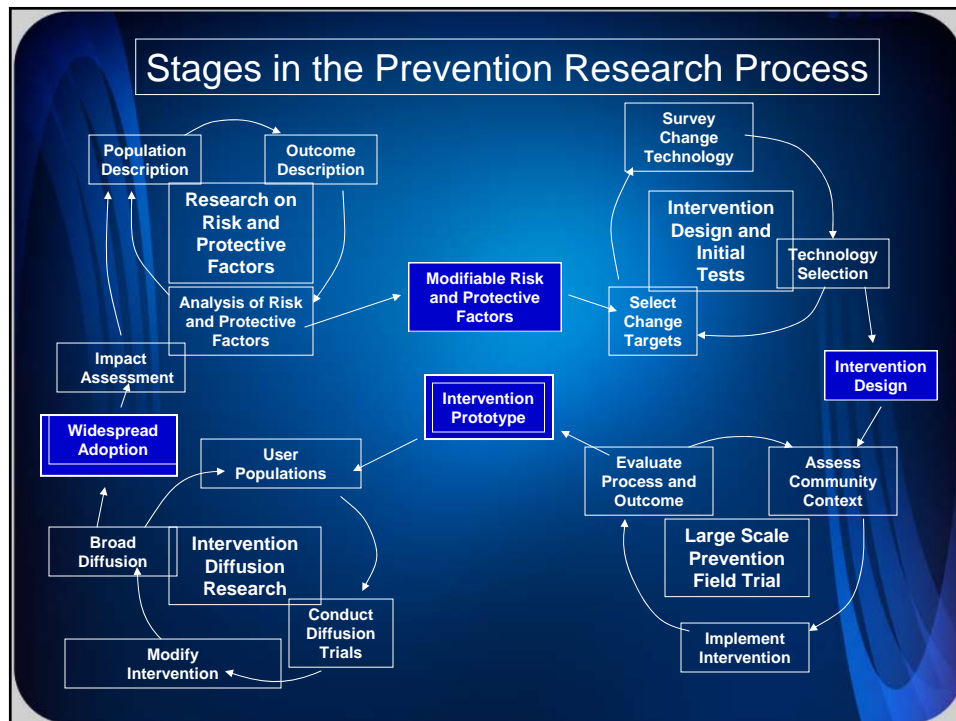 Stages in the Prevention Research Process
Population
Description
Outcome
Description
Research on
Risk and
Protective
Factors
Analysis of Risk
and Protective
Factors
Modifiable Risk
and Protective
Factors
Survey
Change
Technology
Intervention
Design and
Initial
Tests
Technology
Selection
Select
Change
Targets
Intervention
Design
Impact
Assessment
Widespread
Adoption
Intervention
Prototype
User
Populations
Evaluate
Process and
Outcome
Assess
Community
Context
Broad
Diffusion
Intervention
Diffusion
Research
Large Scale
Prevention
Field Trial
Conduct
Diffusion
Trials
Modify
Intervention
Implement
Intervention